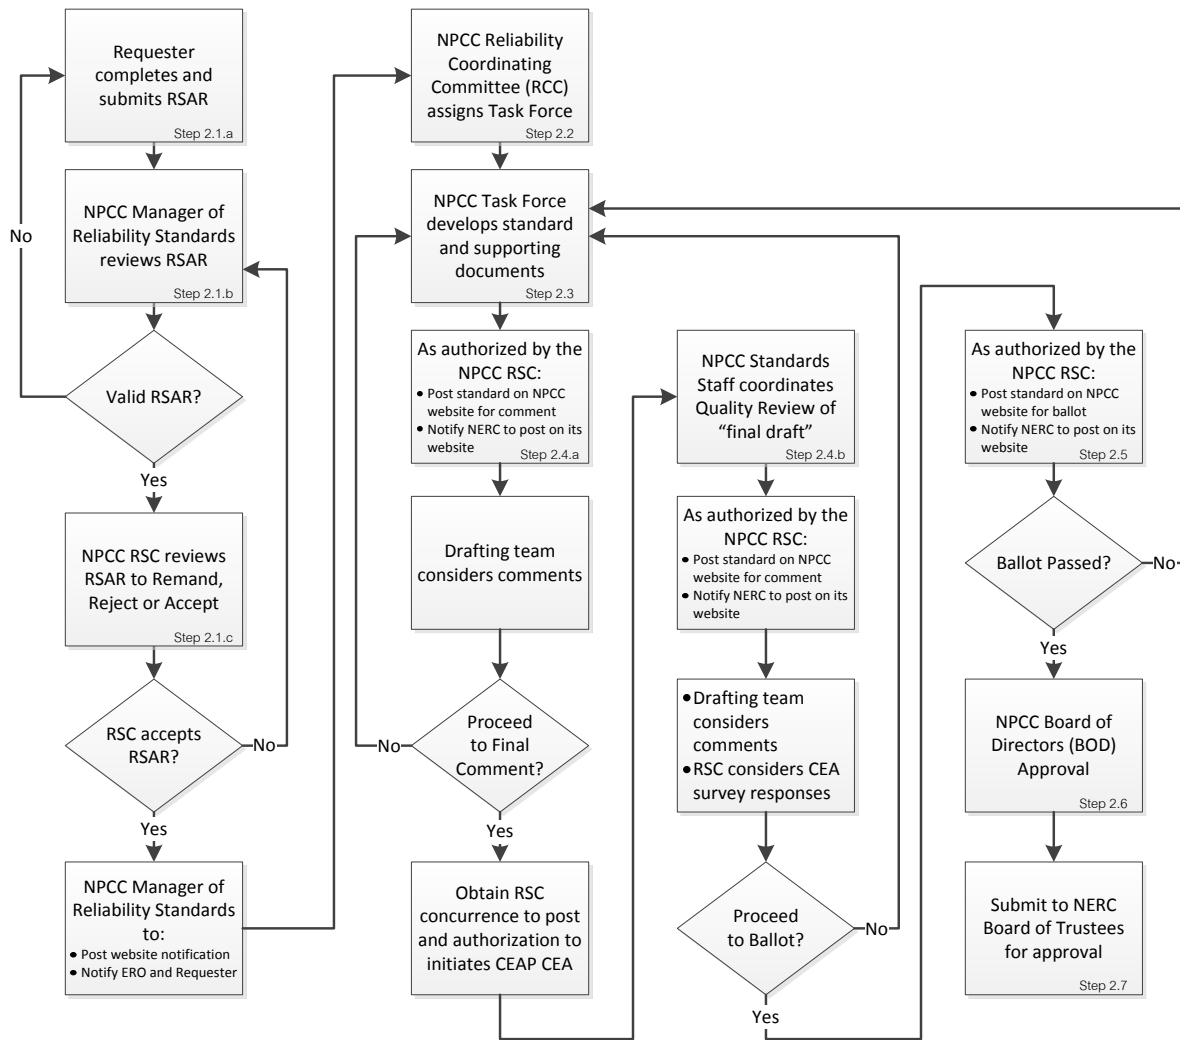 Requester
completes and
submits RSAR
Step 2.1.a
NPCC Manager of
Reliability Standards
reviews RSAR
Step 2.1.b
No
Valid RSAR?
Yes
NPCC RSC reviews
RSAR to Remand,
Reject or Accept
Step 2.1.c
RSC accepts
RSAR?
No
Yes
NPCC Manager of
Reliability Standards
to:
• Post website notification
• Notify ERO and Requester
NPCC Reliability
Coordinating
Committee (RCC)
assigns Task Force
Step 2.2
NPCC Task Force
develops standard
and supporting
documents
Step 2.3
As authorized by the
NPCC RSC:
• Post standard on NPCC
website for comment
• Notify NERC to post on its
website
Step 2.4.a
Drafting team
considers comments
Proceed
to Final
Comment?
No
Yes
Obtain RSC
concurrence to post
and authorization to
initiates CEAP CEA
NPCC Standards
Staff coordinates
Quality Review of
“final draft”
Step 2.4.b
As authorized by the
NPCC RSC:
• Post standard on NPCC
website for comment
• Notify NERC to post on its
website
• Drafting team
considers
comments
• RSC considers CEA
survey responses
Proceed
to Ballot?
No
Yes
As authorized by the
NPCC RSC:
• Post standard on NPCC
website for ballot
• Notify NERC to post on its
website
Step 2.5
Ballot Passed?
No
Yes
NPCC Board of
Directors (BOD)
Approval
Step 2.6
Submit to NERC
Board of Trustees
for approval
Step 2.7